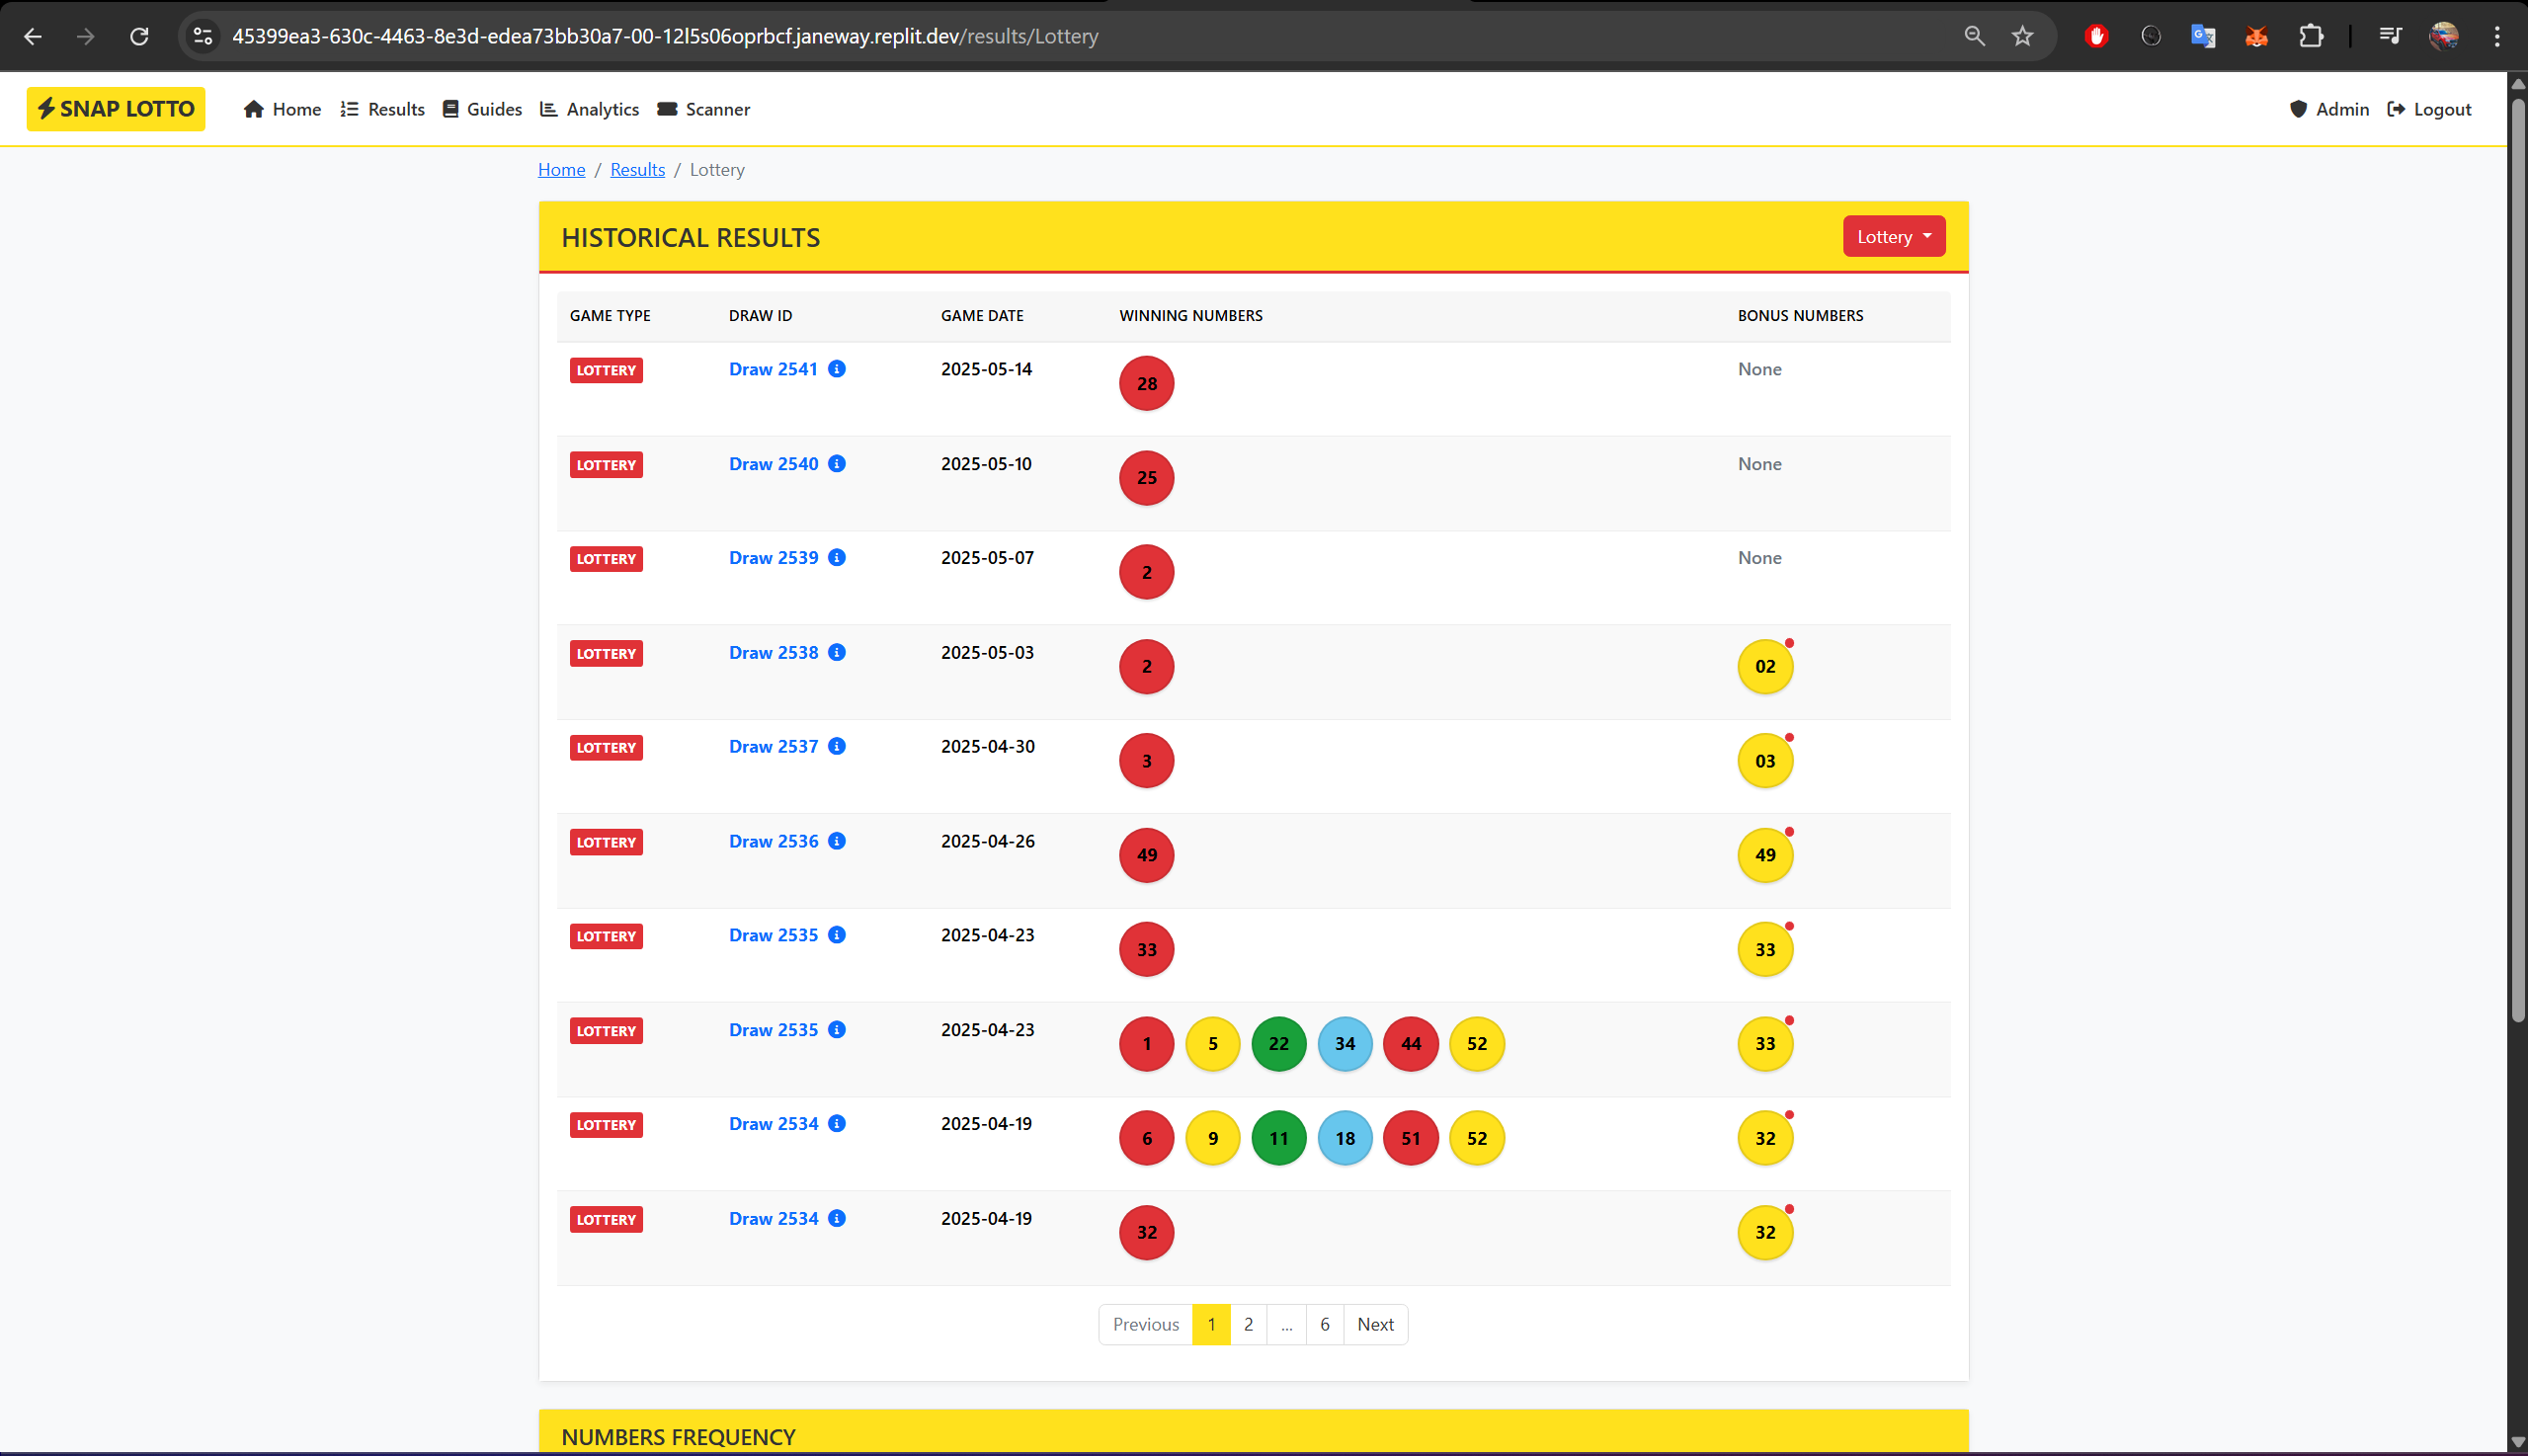 45399ea3-630c-4463-8e3d-edea73bb30a7-00-12l5s06oprbcf.janeway.replit.dev/results/Lottery
SNAP LOTTO Home Results Guides Analytics Scanner Admin Logout
Home / Results / Lottery
HISTORICAL RESULTS Lottery
GAME TYPE DRAW ID GAME DATE WINNING NUMBERS BONUS NUMBERS
LOTTERY Draw 2541 2025-05-14 28 None
LOTTERY Draw 2540 2025-05-10 25 None
LOTTERY Draw 2539 2025-05-07 2 None
LOTTERY Draw 2538 2025-05-03 2 02
LOTTERY Draw 2537 2025-04-30 3 03
LOTTERY Draw 2536 2025-04-26 49 49
LOTTERY Draw 2535 2025-04-23 33 33
LOTTERY Draw 2535 2025-04-23 1 5 22 34 44 52 33
LOTTERY Draw 2534 2025-04-19 6 9 11 18 51 52 32
LOTTERY Draw 2534 2025-04-19 32 32
Previous 1 2 ... 6 Next
NUMBERS FREQUENCY